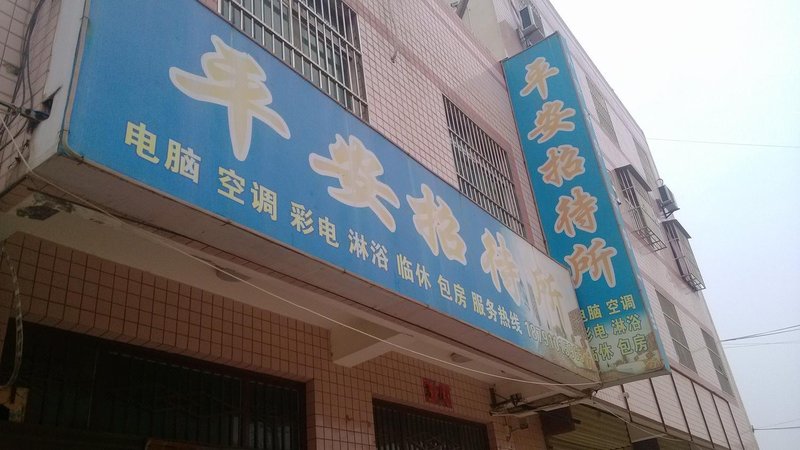 平安招待所
电脑 空调 彩电 淋浴 临休 包房 服务热线
平安招待所
电脑 空调
彩电 淋浴
临休 包房